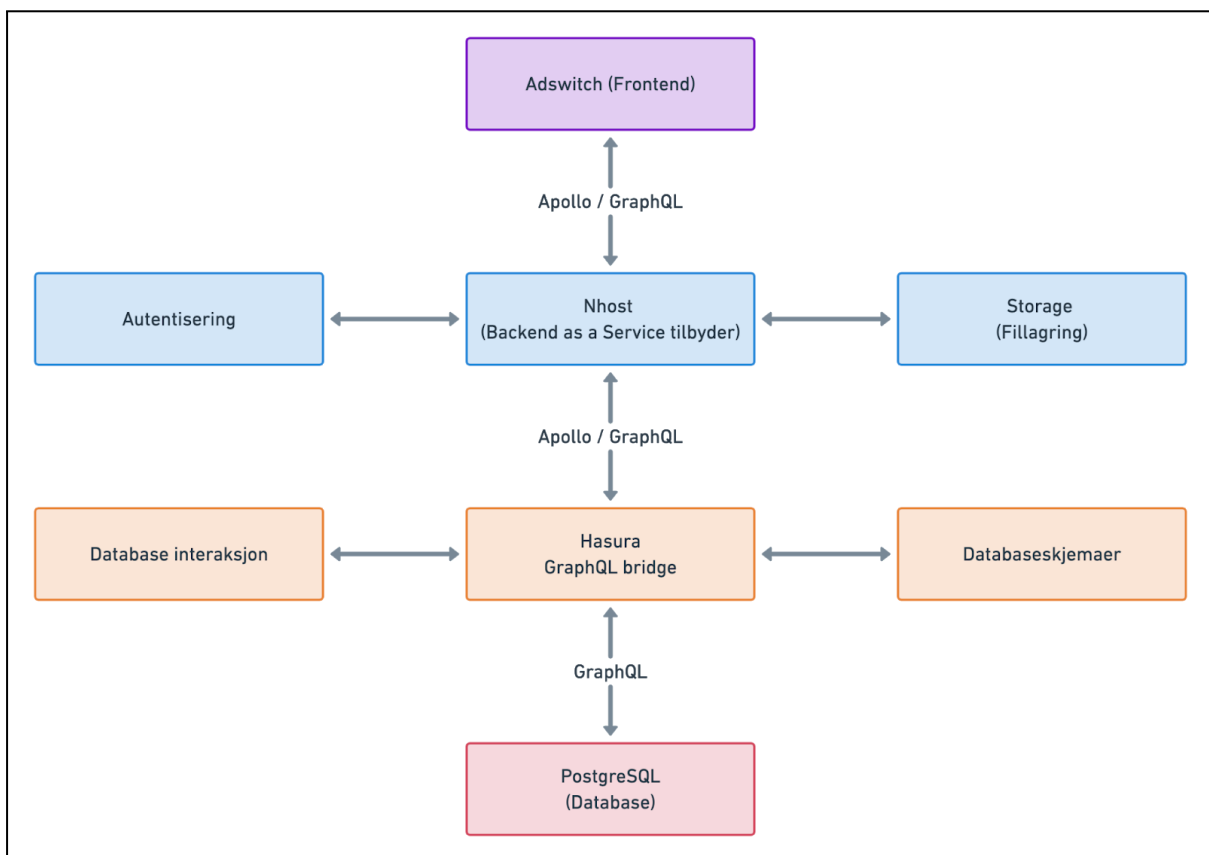 Adswitch (Frontend)
Apollo / GraphQL
Autentisering
Nhost
(Backend as a Service tilbyder)
Storage
(Fillagring)
Apollo / GraphQL
Database interaksjon
Hasura
GraphQL bridge
Databaseskjemaer
GraphQL
PostgreSQL
(Database)